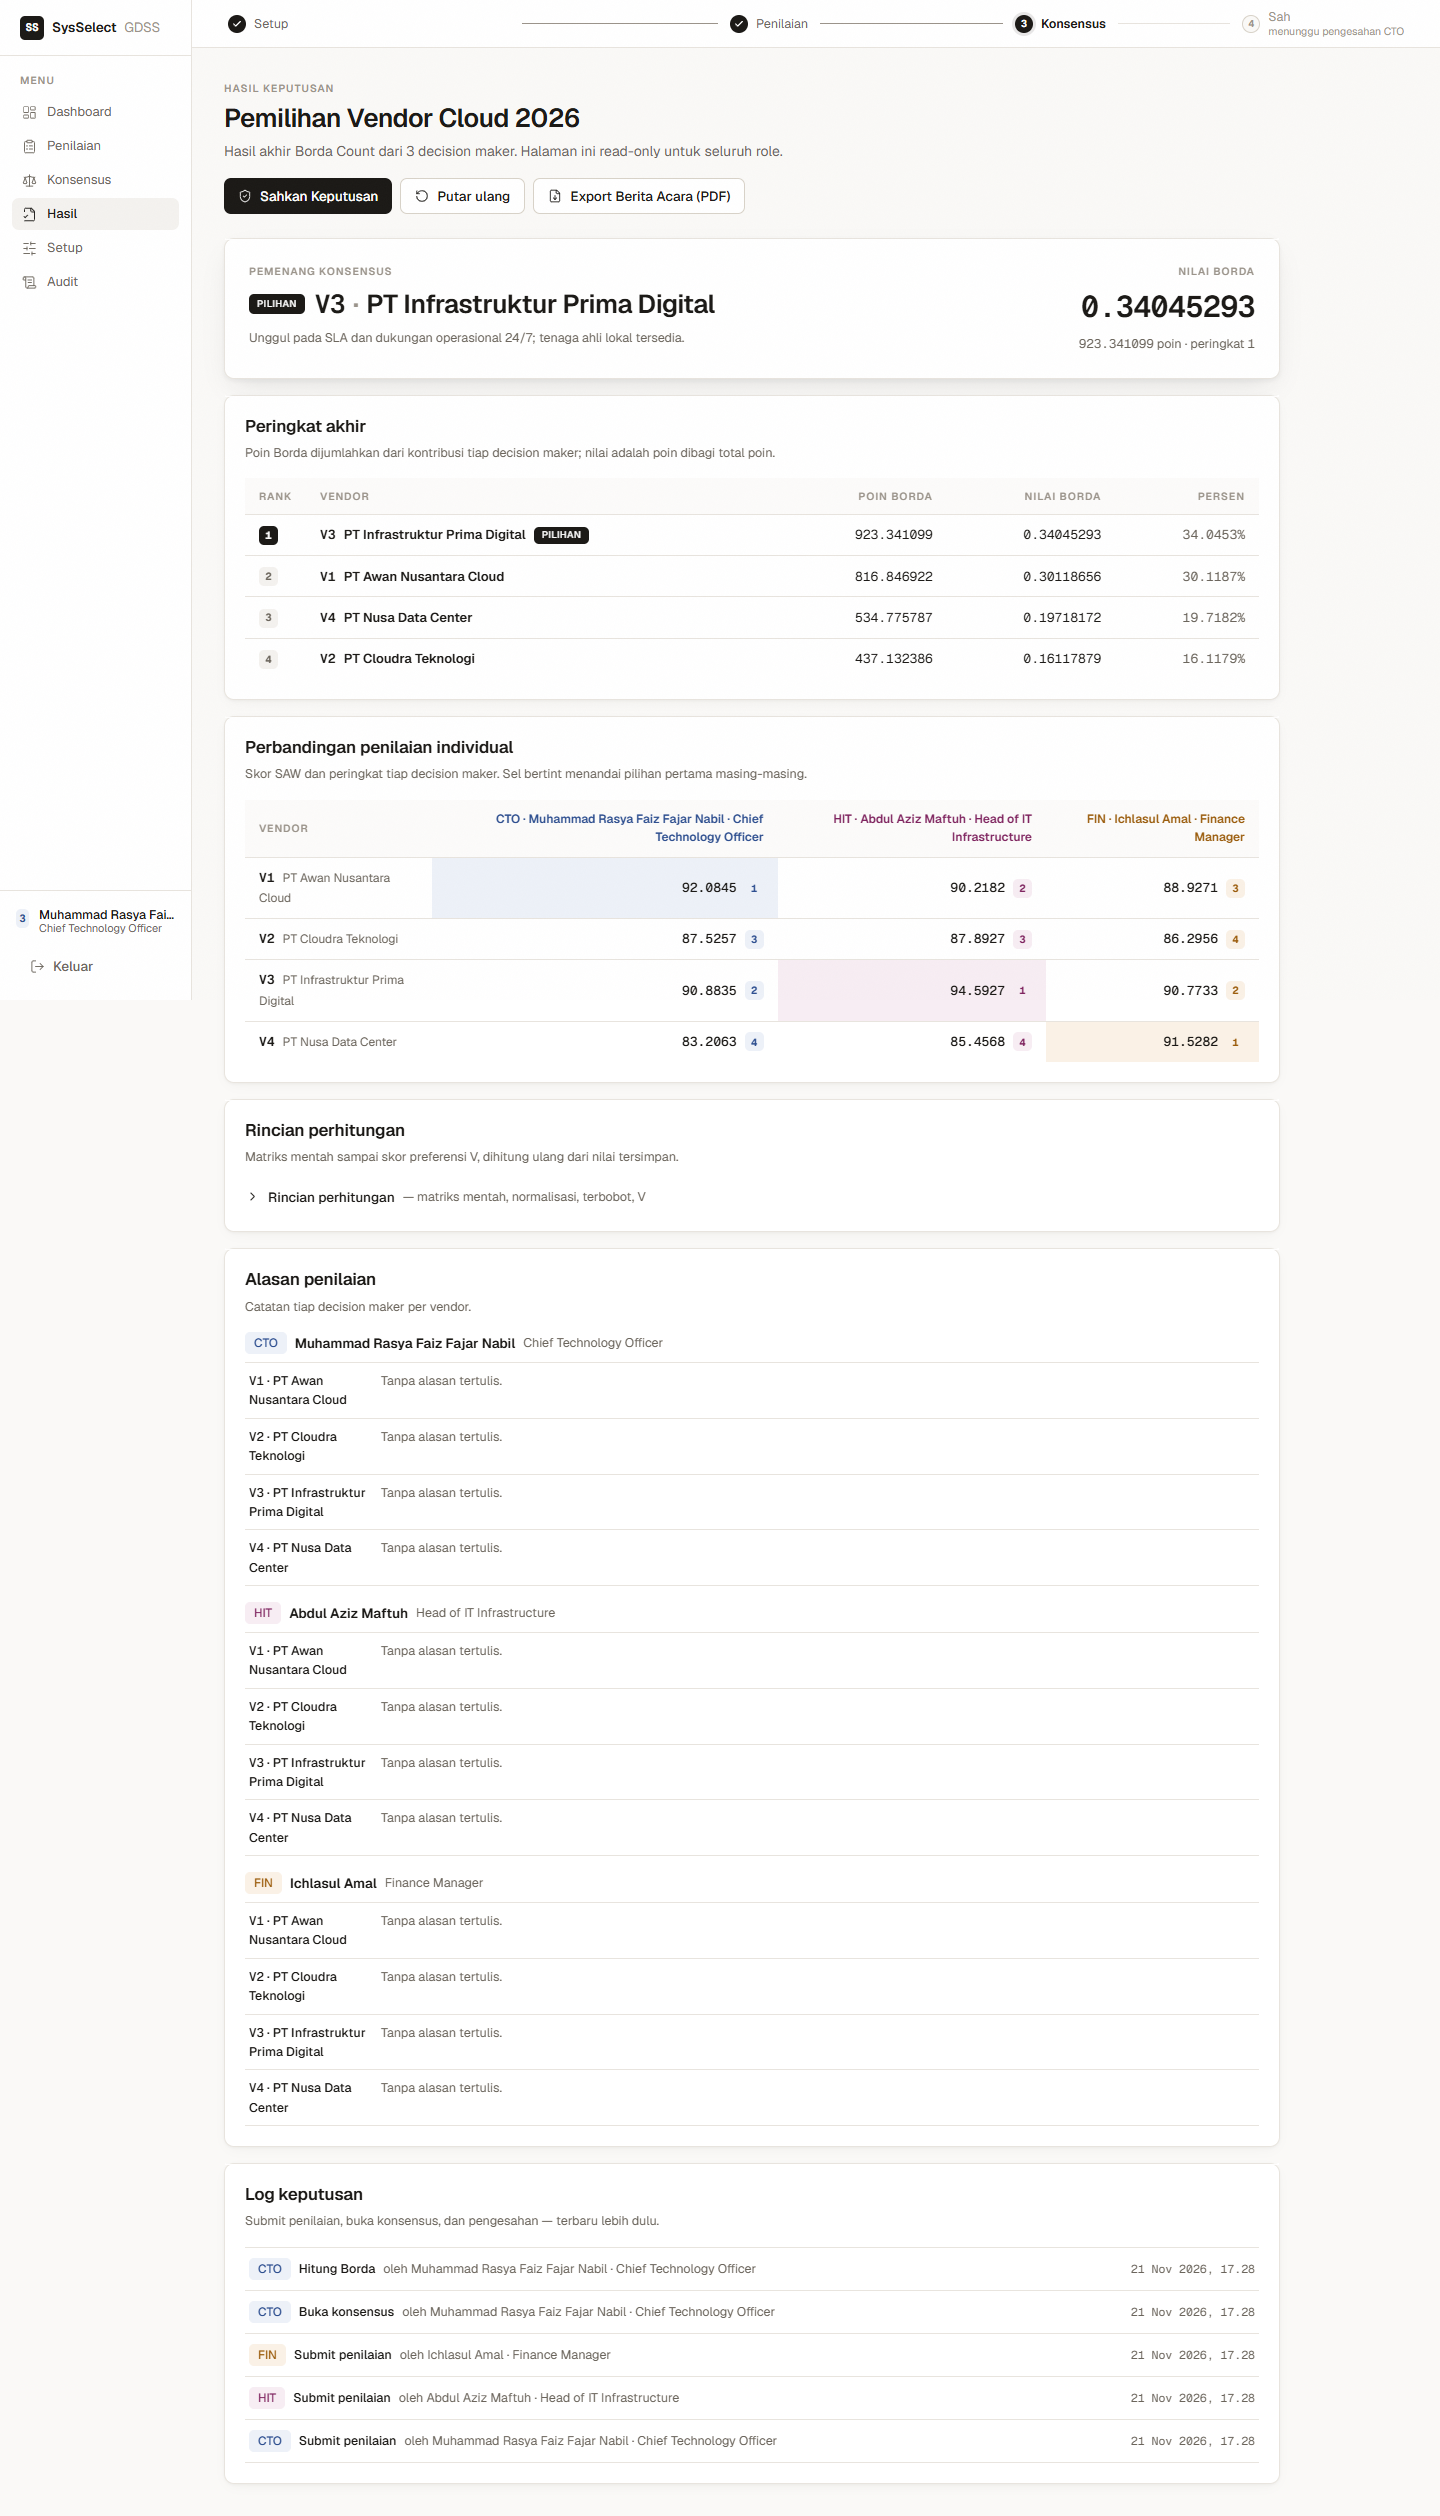 SS SysSelect GDSS
MENU
Dashboard
Penilaian
Konsensus
Hasil
Setup
Audit
3 Muhammad Rasya Fai...
Chief Technology Officer
Keluar
Setup
Penilaian
3 Konsensus
4 Sah
menunggu pengesahan CTO
HASIL KEPUTUSAN
Pemilihan Vendor Cloud 2026
Hasil akhir Borda Count dari 3 decision maker. Halaman ini read-only untuk seluruh role.
Sahkan Keputusan Putar ulang Export Berita Acara (PDF)
PEMENANG KONSENSUS NILAI BORDA
PILIHAN V3 · PT Infrastruktur Prima Digital 0.34045293
Unggul pada SLA dan dukungan operasional 24/7; tenaga ahli lokal tersedia. 923.341099 poin · peringkat 1
Peringkat akhir
Poin Borda dijumlahkan dari kontribusi tiap decision maker; nilai adalah poin dibagi total poin.
RANK VENDOR POIN BORDA NILAI BORDA PERSEN
1 V3 PT Infrastruktur Prima Digital PILIHAN 923.341099 0.34045293 34.0453%
2 V1 PT Awan Nusantara Cloud 816.846922 0.30118656 30.1187%
3 V4 PT Nusa Data Center 534.775787 0.19718172 19.7182%
4 V2 PT Cloudra Teknologi 437.132386 0.16117879 16.1179%
Perbandingan penilaian individual
Skor SAW dan peringkat tiap decision maker. Sel bertint menandai pilihan pertama masing-masing.
VENDOR
CTO · Muhammad Rasya Faiz Fajar Nabil · Chief
Technology Officer
HIT · Abdul Aziz Maftuh · Head of IT
Infrastructure
FIN · Ichlasul Amal · Finance
Manager
V1 PT Awan Nusantara
Cloud
92.0845 1 90.2182 2 88.9271 3
V2 PT Cloudra Teknologi 87.5257 3 87.8927 3 86.2956 4
V3 PT Infrastruktur Prima
Digital
90.8835 2 94.5927 1 90.7733 2
V4 PT Nusa Data Center 83.2063 4 85.4568 4 91.5282 1
Rincian perhitungan
Matriks mentah sampai skor preferensi V, dihitung ulang dari nilai tersimpan.
Rincian perhitungan — matriks mentah, normalisasi, terbobot, V
Alasan penilaian
Catatan tiap decision maker per vendor.
CTO Muhammad Rasya Faiz Fajar Nabil Chief Technology Officer
V1 · PT Awan
Nusantara Cloud
Tanpa alasan tertulis.
V2 · PT Cloudra
Teknologi
Tanpa alasan tertulis.
V3 · PT Infrastruktur
Prima Digital
Tanpa alasan tertulis.
V4 · PT Nusa Data
Center
Tanpa alasan tertulis.
HIT Abdul Aziz Maftuh Head of IT Infrastructure
V1 · PT Awan
Nusantara Cloud
Tanpa alasan tertulis.
V2 · PT Cloudra
Teknologi
Tanpa alasan tertulis.
V3 · PT Infrastruktur
Prima Digital
Tanpa alasan tertulis.
V4 · PT Nusa Data
Center
Tanpa alasan tertulis.
FIN Ichlasul Amal Finance Manager
V1 · PT Awan
Nusantara Cloud
Tanpa alasan tertulis.
V2 · PT Cloudra
Teknologi
Tanpa alasan tertulis.
V3 · PT Infrastruktur
Prima Digital
Tanpa alasan tertulis.
V4 · PT Nusa Data
Center
Tanpa alasan tertulis.
Log keputusan
Submit penilaian, buka konsensus, dan pengesahan — terbaru lebih dulu.
CTO Hitung Borda oleh Muhammad Rasya Faiz Fajar Nabil · Chief Technology Officer 21 Nov 2026, 17.28
CTO Buka konsensus oleh Muhammad Rasya Faiz Fajar Nabil · Chief Technology Officer 21 Nov 2026, 17.28
FIN Submit penilaian oleh Ichlasul Amal · Finance Manager 21 Nov 2026, 17.28
HIT Submit penilaian oleh Abdul Aziz Maftuh · Head of IT Infrastructure 21 Nov 2026, 17.28
CTO Submit penilaian oleh Muhammad Rasya Faiz Fajar Nabil · Chief Technology Officer 21 Nov 2026, 17.28